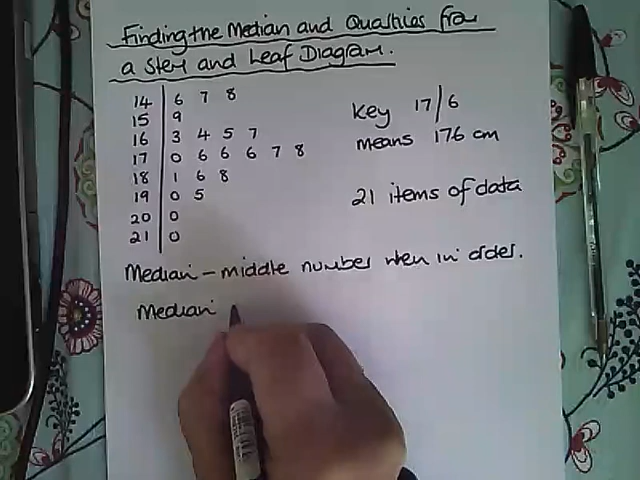 Finding the Median and Quartiles from
a Stem and Leaf Diagram.
14 | 6 7 8
15 | 9
16 | 3 4 5 7
17 | 0 6 6 6 7 8
18 | 1 6 8
19 | 0 5
20 | 0
21 | 0
Key 17/6
means 176 cm
21 items of data
Median - middle number when in order.
Median